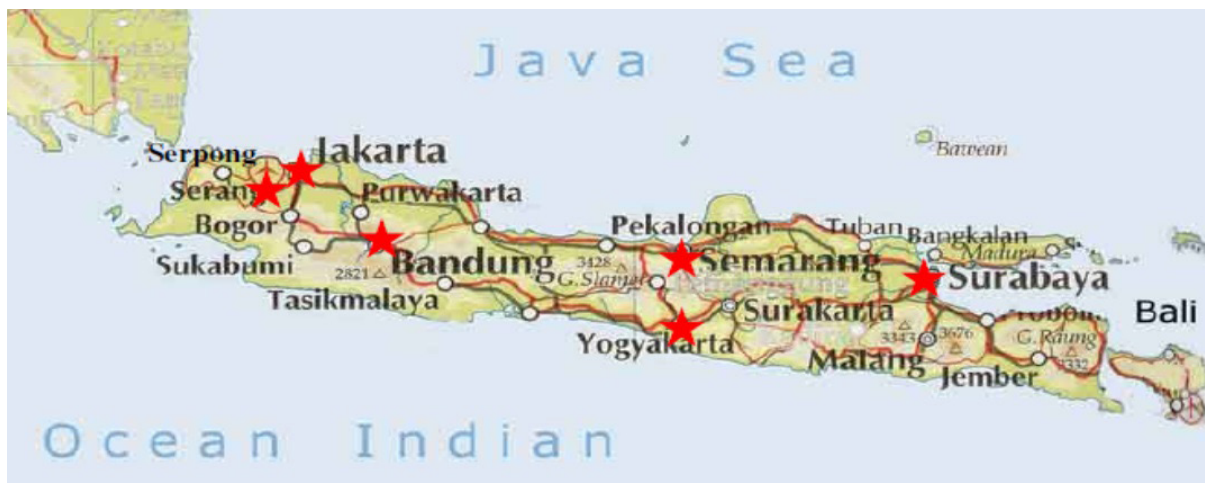 Java Sea
Bawean
Serpong
Jakarta
Serang
Purwakarta
Bogor
Pekalongan
Tuban
Bangkalan
Madura
Sukabumi
2821
Bandung
3428
G.Slamet
Semarang
Surabaya
Tasikmalaya
Surakarta
Bali
Yogyakarta
3343
3676
G.Raung
Malang
3332
Jember
Ocean Indian